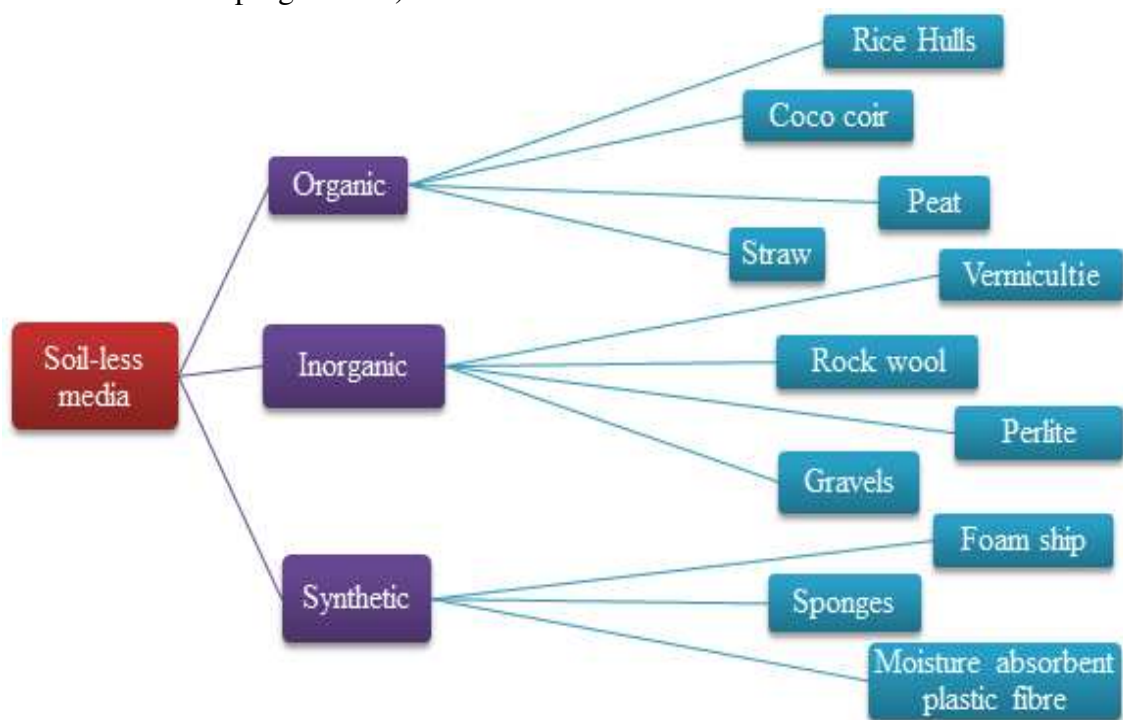 Rice Hulls
Coco coir
Organic
Peat
Straw
Vermicultie
Soil-less
media
Inorganic
Rock wool
Perlite
Gravels
Foam ship
Synthetic
Sponges
Moisture absorbent
plastic fibre